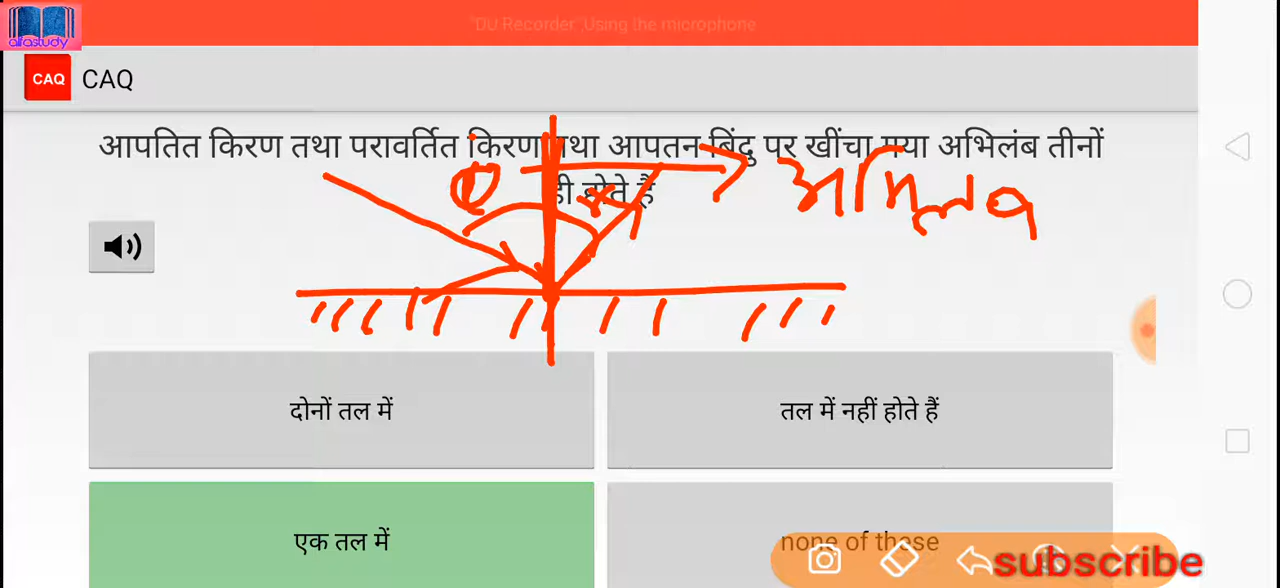 alfastudy
"DU Recorder" Using the microphone
CAQ CAQ
आपतित किरण तथा परावर्तित किरण तथा आपतन बिंदु पर खींचा गया अभिलंब तीनों
ही होते हैं
अभिलंब
दोनों तल में
तल में नहीं होते हैं
एक तल में
none of these
subscribe